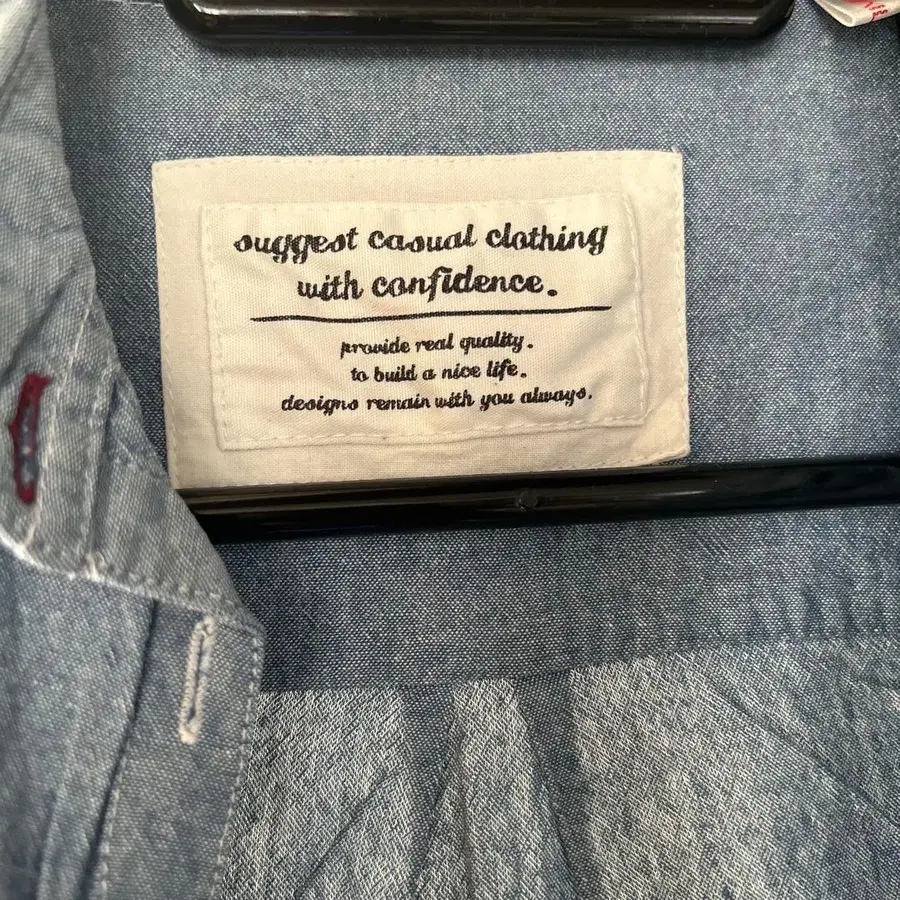 suggest casual clothing
with confidence.
provide real quality.
to build a nice life.
designs remain with you always.